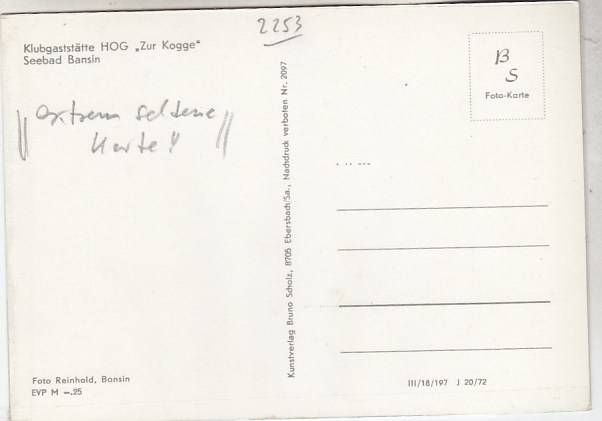 2253
Klubgaststätte HOG „Zur Kogge"
Seebad Bansin
extrem seltene
Karte!!
Foto Reinhold, Bansin
EVP M –.25
Kunstverlag Bruno Scholz, 8705 Ebersbach/Sa., Nachdruck verboten Nr. 2097
B
S
Foto-Karte
III/18/197 J 20/72